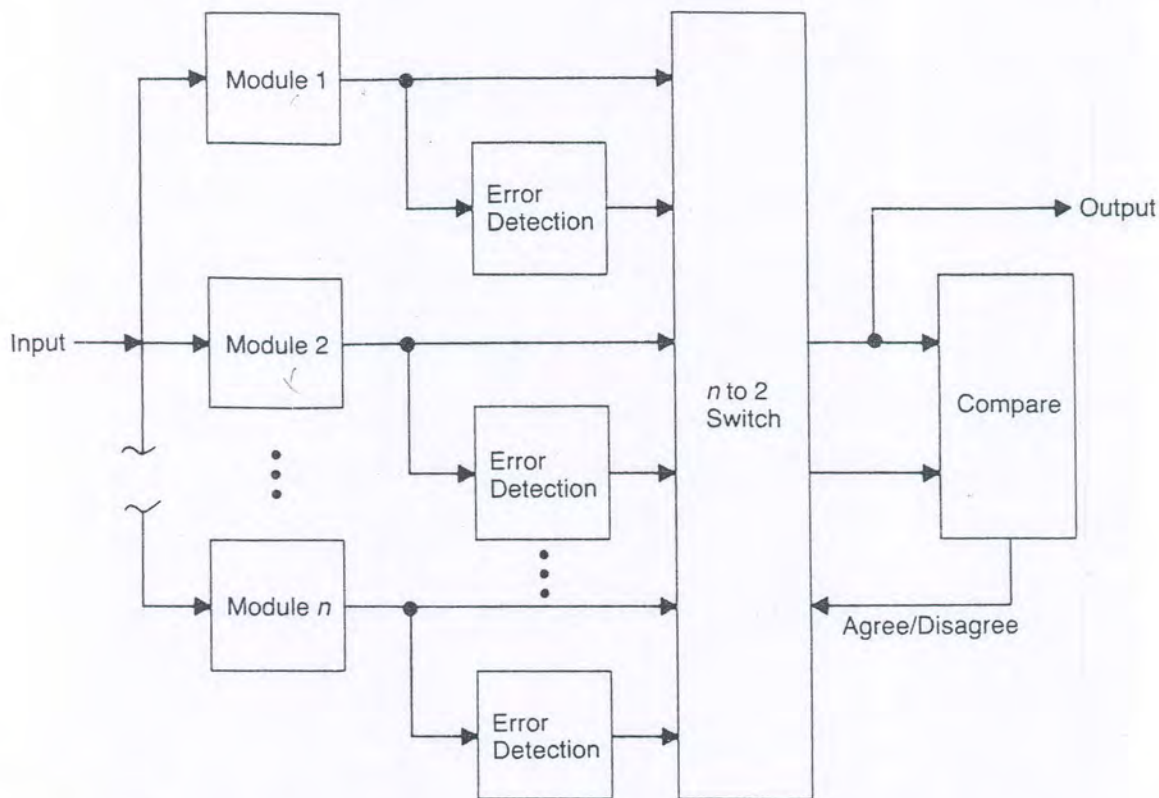 Module 1
Error
Detection
Output
Input
Module 2
n to 2
Switch
Compare
Error
Detection
Module n
Agree/Disagree
Error
Detection